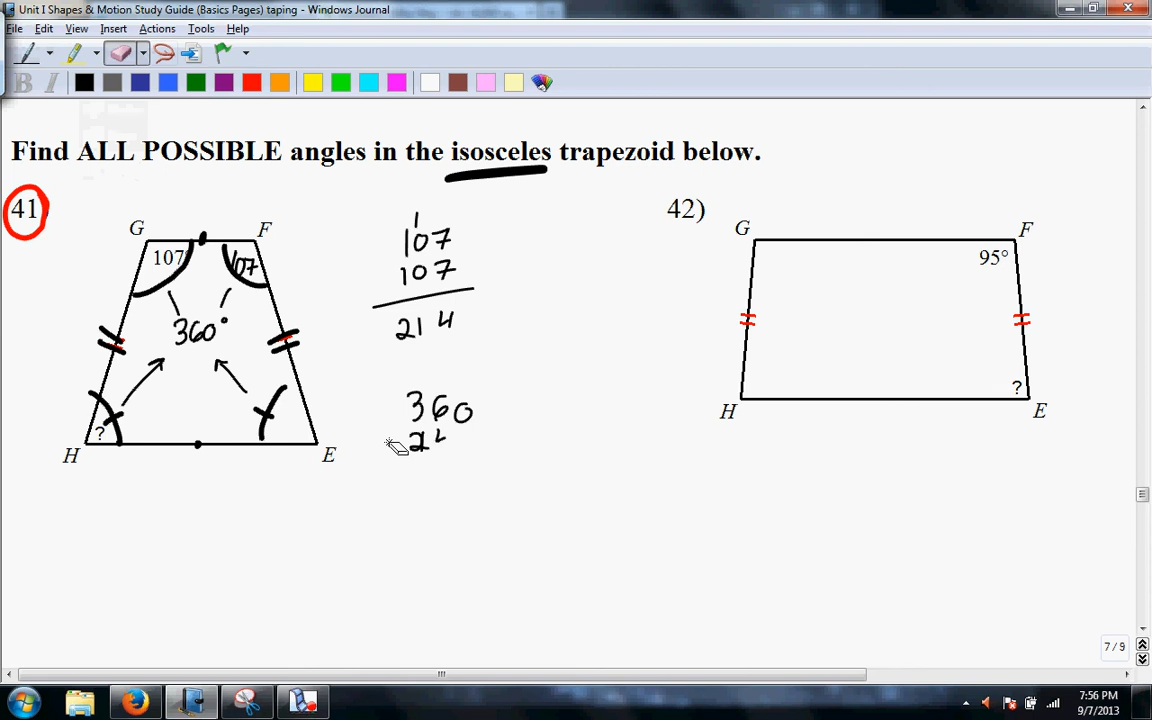 Unit I Shapes & Motion Study Guide (Basics Pages) taping - Windows Journal
File Edit View Insert Actions Tools Help
B I
Find ALL POSSIBLE angles in the isosceles trapezoid below.
41)
G F
107° 107
360°
?
H E
1
107
107
214
360
2
42)
G F
95°
?
H E
7 / 9
7:56 PM
9/7/2013